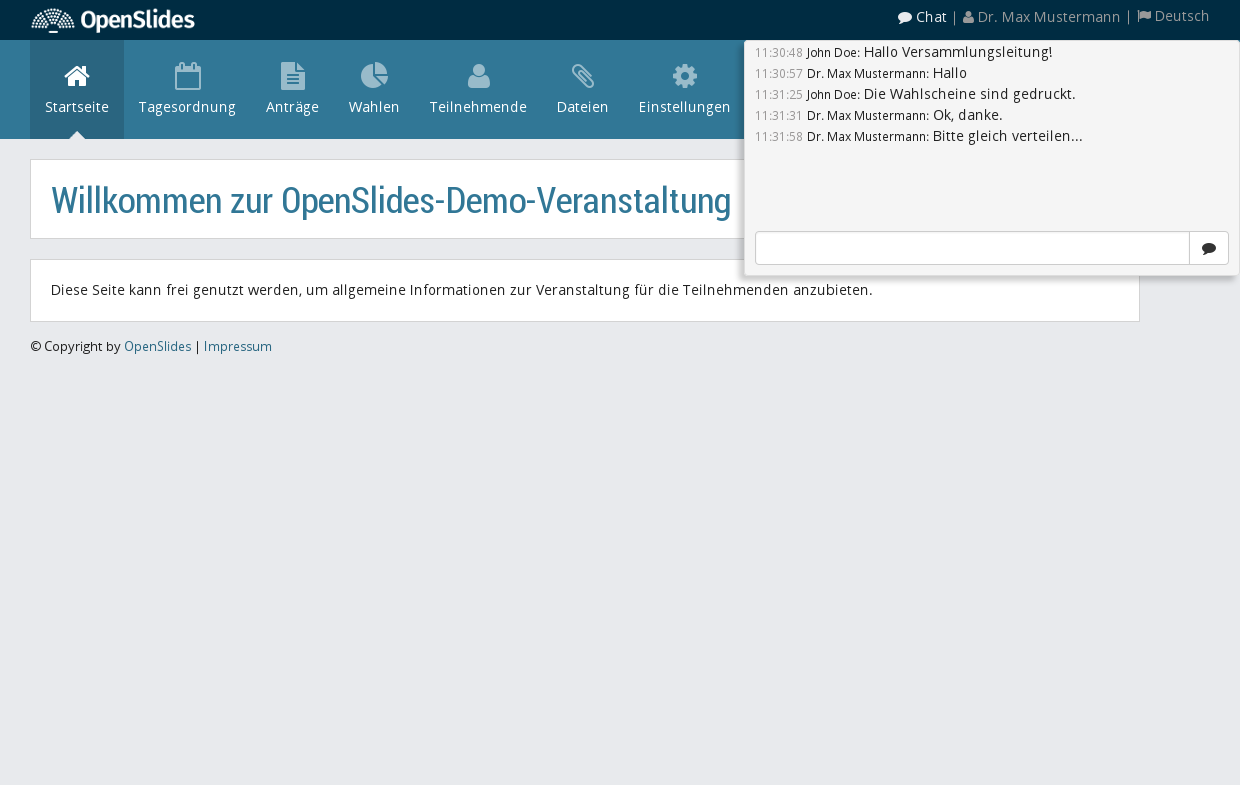 OpenSlides
Chat | Dr. Max Mustermann | Deutsch
Startseite Tagesordnung Anträge Wahlen Teilnehmende Dateien Einstellungen
11:30:48 John Doe: Hallo Versammlungsleitung!
11:30:57 Dr. Max Mustermann: Hallo
11:31:25 John Doe: Die Wahlscheine sind gedruckt.
11:31:31 Dr. Max Mustermann: Ok, danke.
11:31:58 Dr. Max Mustermann: Bitte gleich verteilen...
Willkommen zur OpenSlides-Demo-Veranstaltung
Diese Seite kann frei genutzt werden, um allgemeine Informationen zur Veranstaltung für die Teilnehmenden anzubieten.
© Copyright by OpenSlides | Impressum